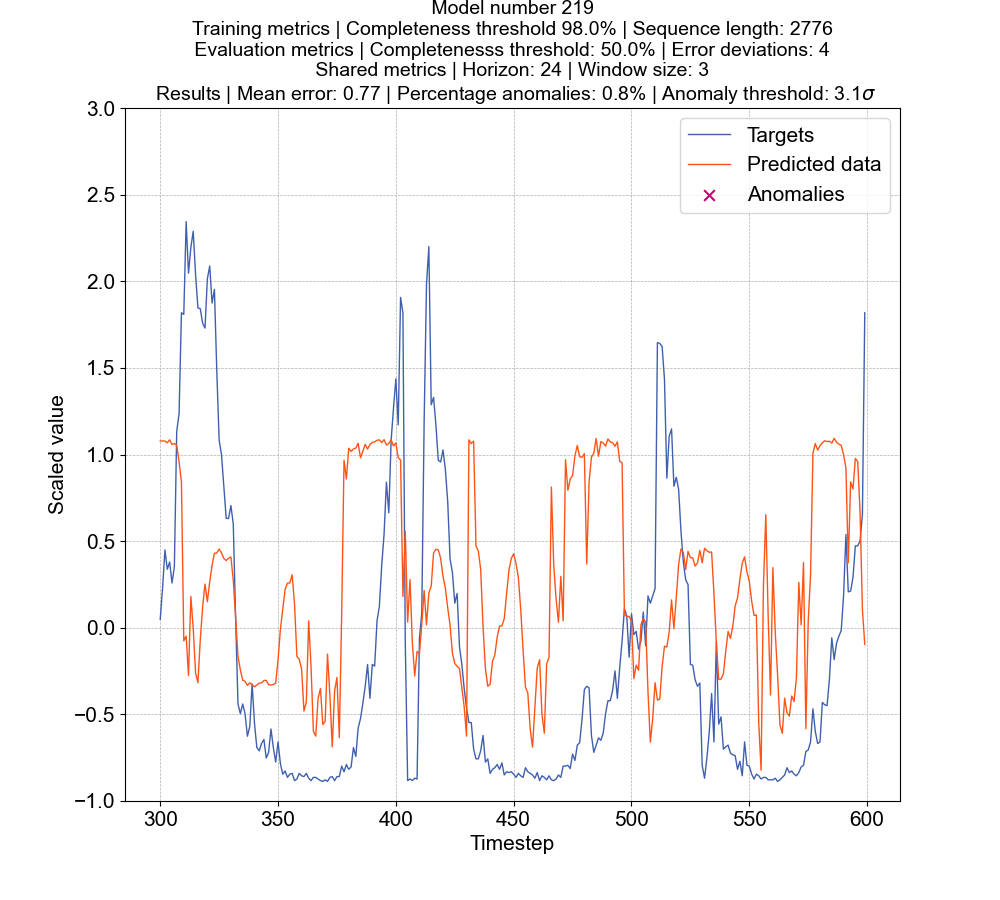 Model number 219
Training metrics | Completeness threshold 98.0% | Sequence length: 2776
Evaluation metrics | Completenesss threshold: 50.0% | Error deviations: 4
Shared metrics | Horizon: 24 | Window size: 3
Results | Mean error: 0.77 | Percentage anomalies: 0.8% | Anomaly threshold: 3.1σ
Targets
Predicted data
Anomalies
Scaled value
3.0
2.5
2.0
1.5
1.0
0.5
0.0
−0.5
−1.0
300
350
400
450
500
550
600
Timestep